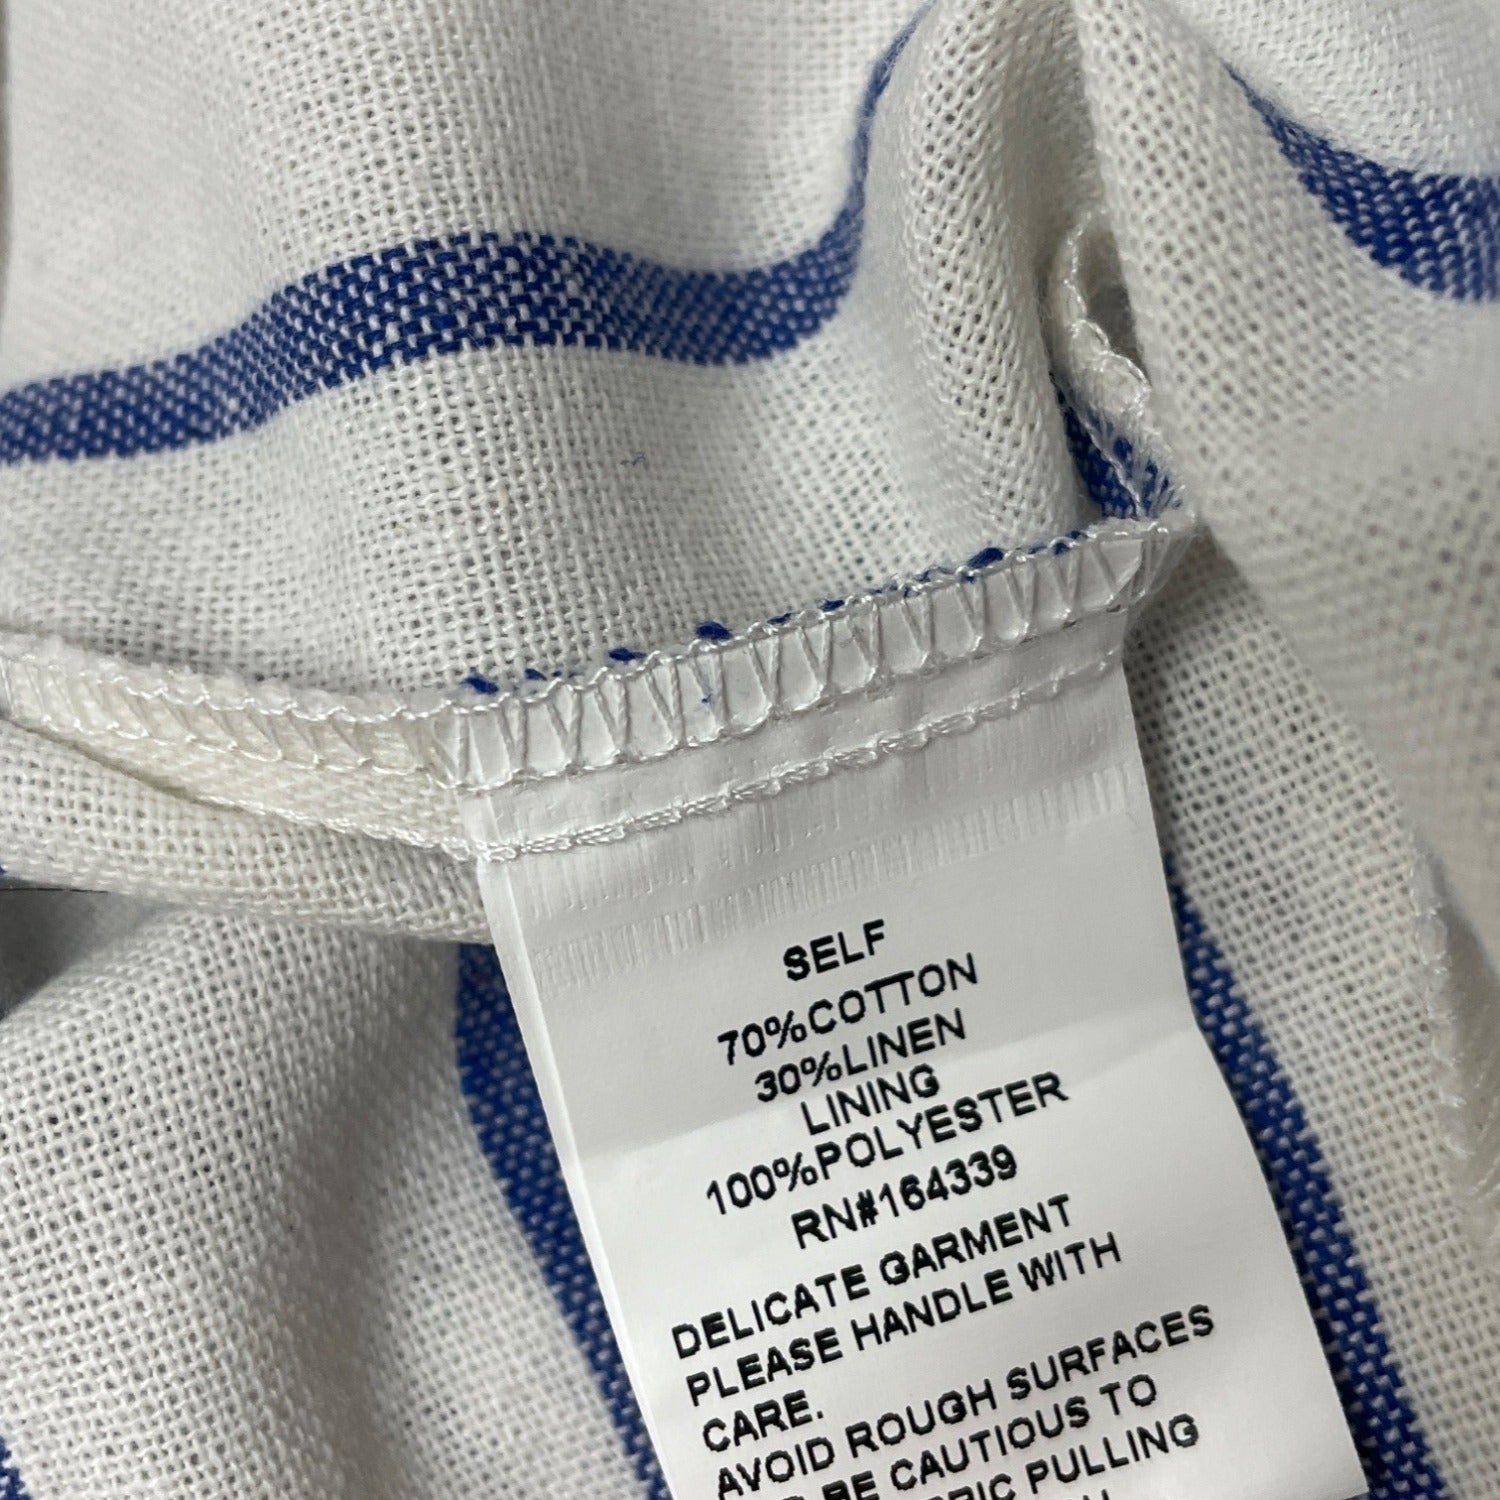 SELF
70%COTTON
30%LINEN
LINING
100%POLYESTER
RN#164339
DELICATE GARMENT
PLEASE HANDLE WITH
CARE.
AVOID ROUGH SURFACES
BE CAUTIOUS TO
PULLING